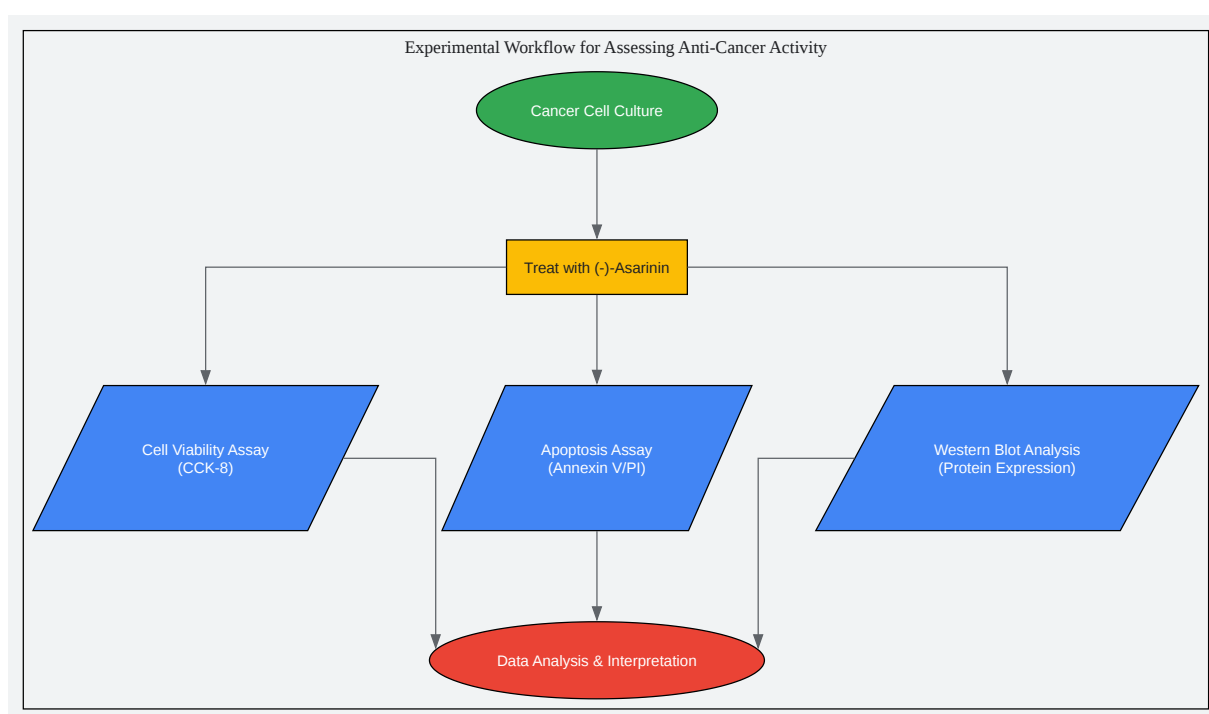 Experimental Workflow for Assessing Anti-Cancer Activity
Cancer Cell Culture
Treat with (-)-Asarinin
Cell Viability Assay
(CCK-8)
Apoptosis Assay
(Annexin V/PI)
Western Blot Analysis
(Protein Expression)
Data Analysis & Interpretation